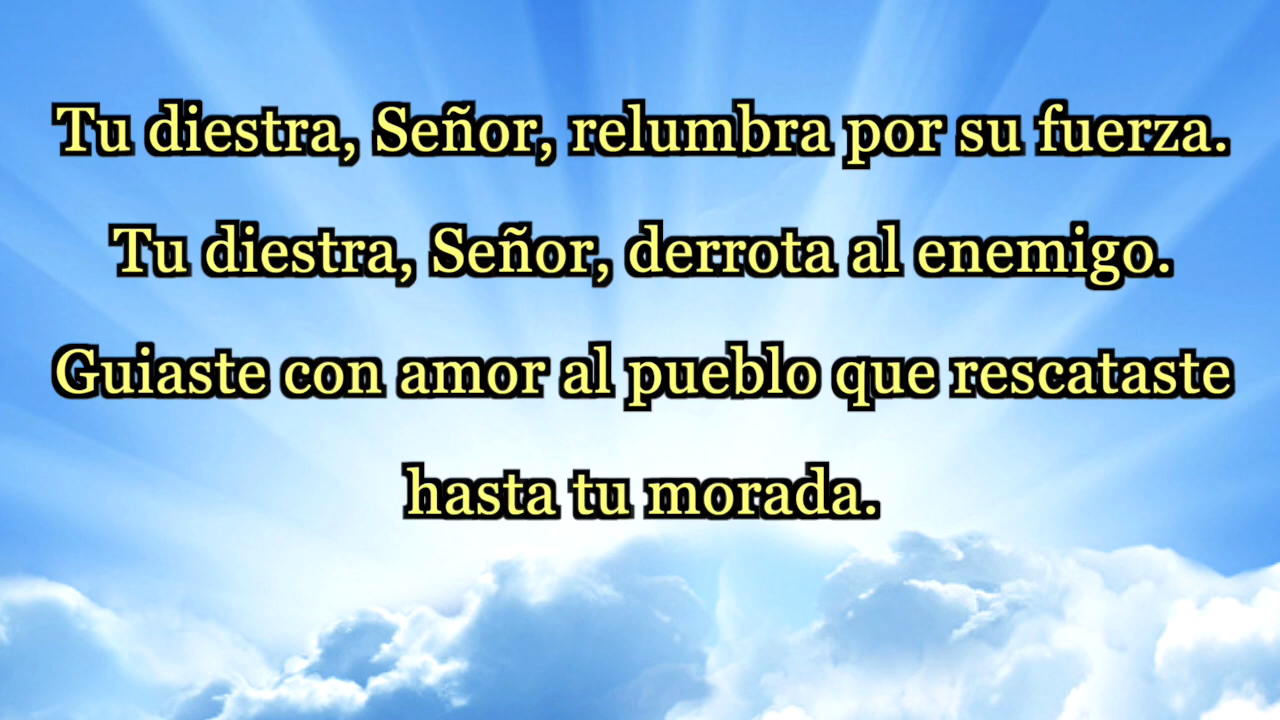 Tu diestra, Señor, relumbra por su fuerza.
Tu diestra, Señor, derrota al enemigo.
Guiaste con amor al pueblo que rescataste
hasta tu morada.